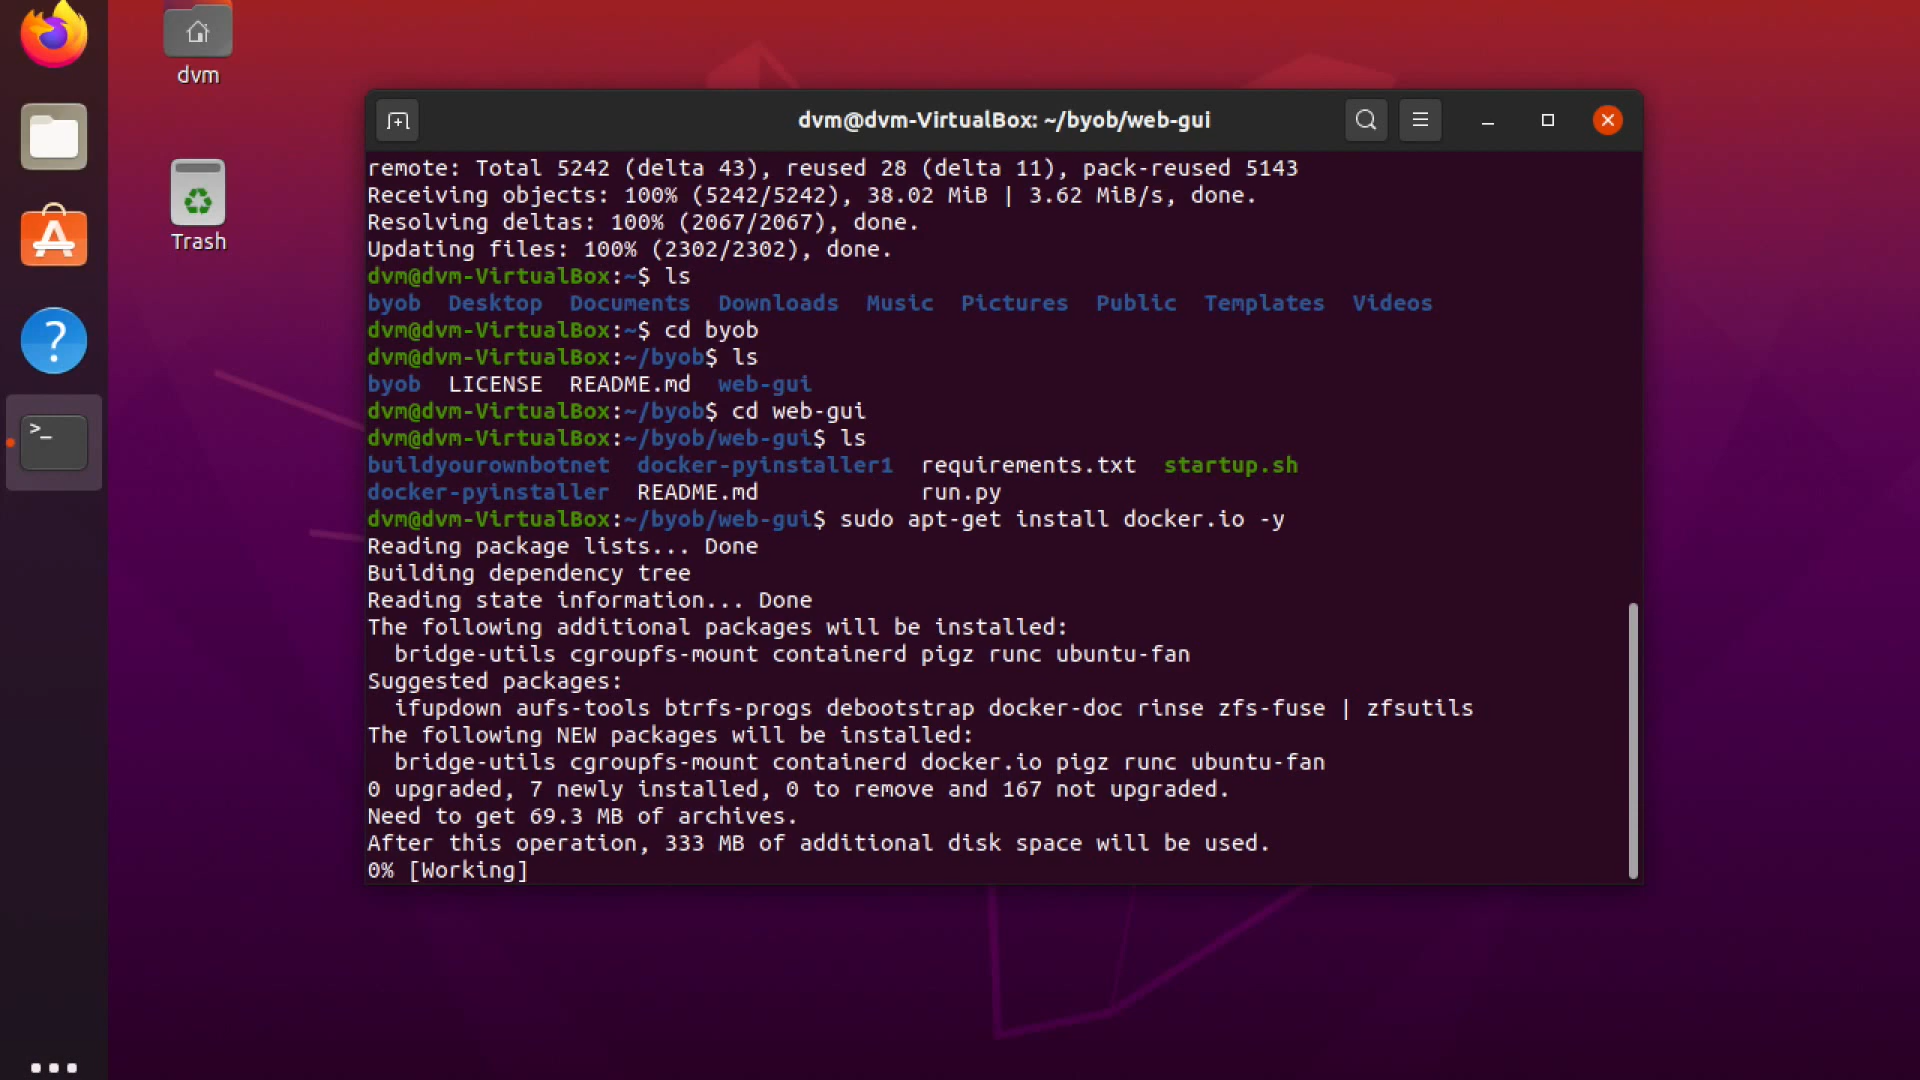 dvm
Trash
dvm@dvm-VirtualBox: ~/byob/web-gui
remote: Total 5242 (delta 43), reused 28 (delta 11), pack-reused 5143
Receiving objects: 100% (5242/5242), 38.02 MiB | 3.62 MiB/s, done.
Resolving deltas: 100% (2067/2067), done.
Updating files: 100% (2302/2302), done.
dvm@dvm-VirtualBox:~$ ls
byob  Desktop  Documents  Downloads  Music  Pictures  Public  Templates  Videos
dvm@dvm-VirtualBox:~$ cd byob
dvm@dvm-VirtualBox:~/byob$ ls
byob  LICENSE  README.md  web-gui
dvm@dvm-VirtualBox:~/byob$ cd web-gui
dvm@dvm-VirtualBox:~/byob/web-gui$ ls
buildyourownbotnet  docker-pyinstaller1  requirements.txt  startup.sh
docker-pyinstaller  README.md            run.py
dvm@dvm-VirtualBox:~/byob/web-gui$ sudo apt-get install docker.io -y
Reading package lists... Done
Building dependency tree
Reading state information... Done
The following additional packages will be installed:
  bridge-utils cgroupfs-mount containerd pigz runc ubuntu-fan
Suggested packages:
  ifupdown aufs-tools btrfs-progs debootstrap docker-doc rinse zfs-fuse | zfsutils
The following NEW packages will be installed:
  bridge-utils cgroupfs-mount containerd docker.io pigz runc ubuntu-fan
0 upgraded, 7 newly installed, 0 to remove and 167 not upgraded.
Need to get 69.3 MB of archives.
After this operation, 333 MB of additional disk space will be used.
0% [Working]